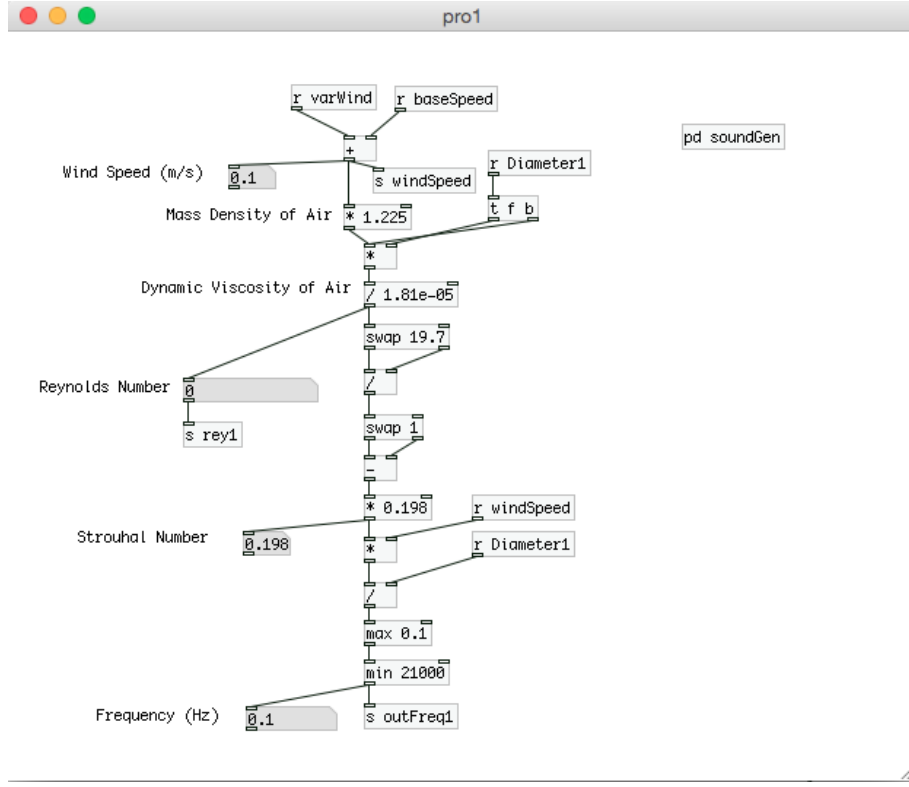 pro1
r varWind
r baseSpeed
+
pd soundGen
Wind Speed (m/s)
0.1
s windSpeed
r Diameter1
Mass Density of Air
* 1.225
t f b
*
Dynamic Viscosity of Air
/ 1.81e-05
swap 19.7
/
Reynolds Number
0
s rey1
swap 1
-
* 0.198
r windSpeed
Strouhal Number
0.198
*
r Diameter1
/
max 0.1
min 21000
Frequency (Hz)
0.1
s outFreq1